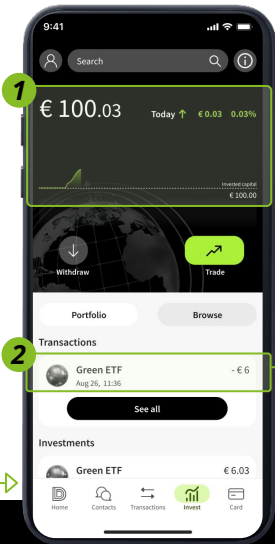 9:41
Search
1
€ 100.03
Today ↑ € 0.03 0.03%
Invested capital
€ 100.00
Withdraw
Trade
Portfolio
Browse
Transactions
2
Green ETF
- € 6
Aug 26, 11:36
See all
Investments
Green ETF
€ 6.03
Home
Contacts
Transactions
Invest
Card